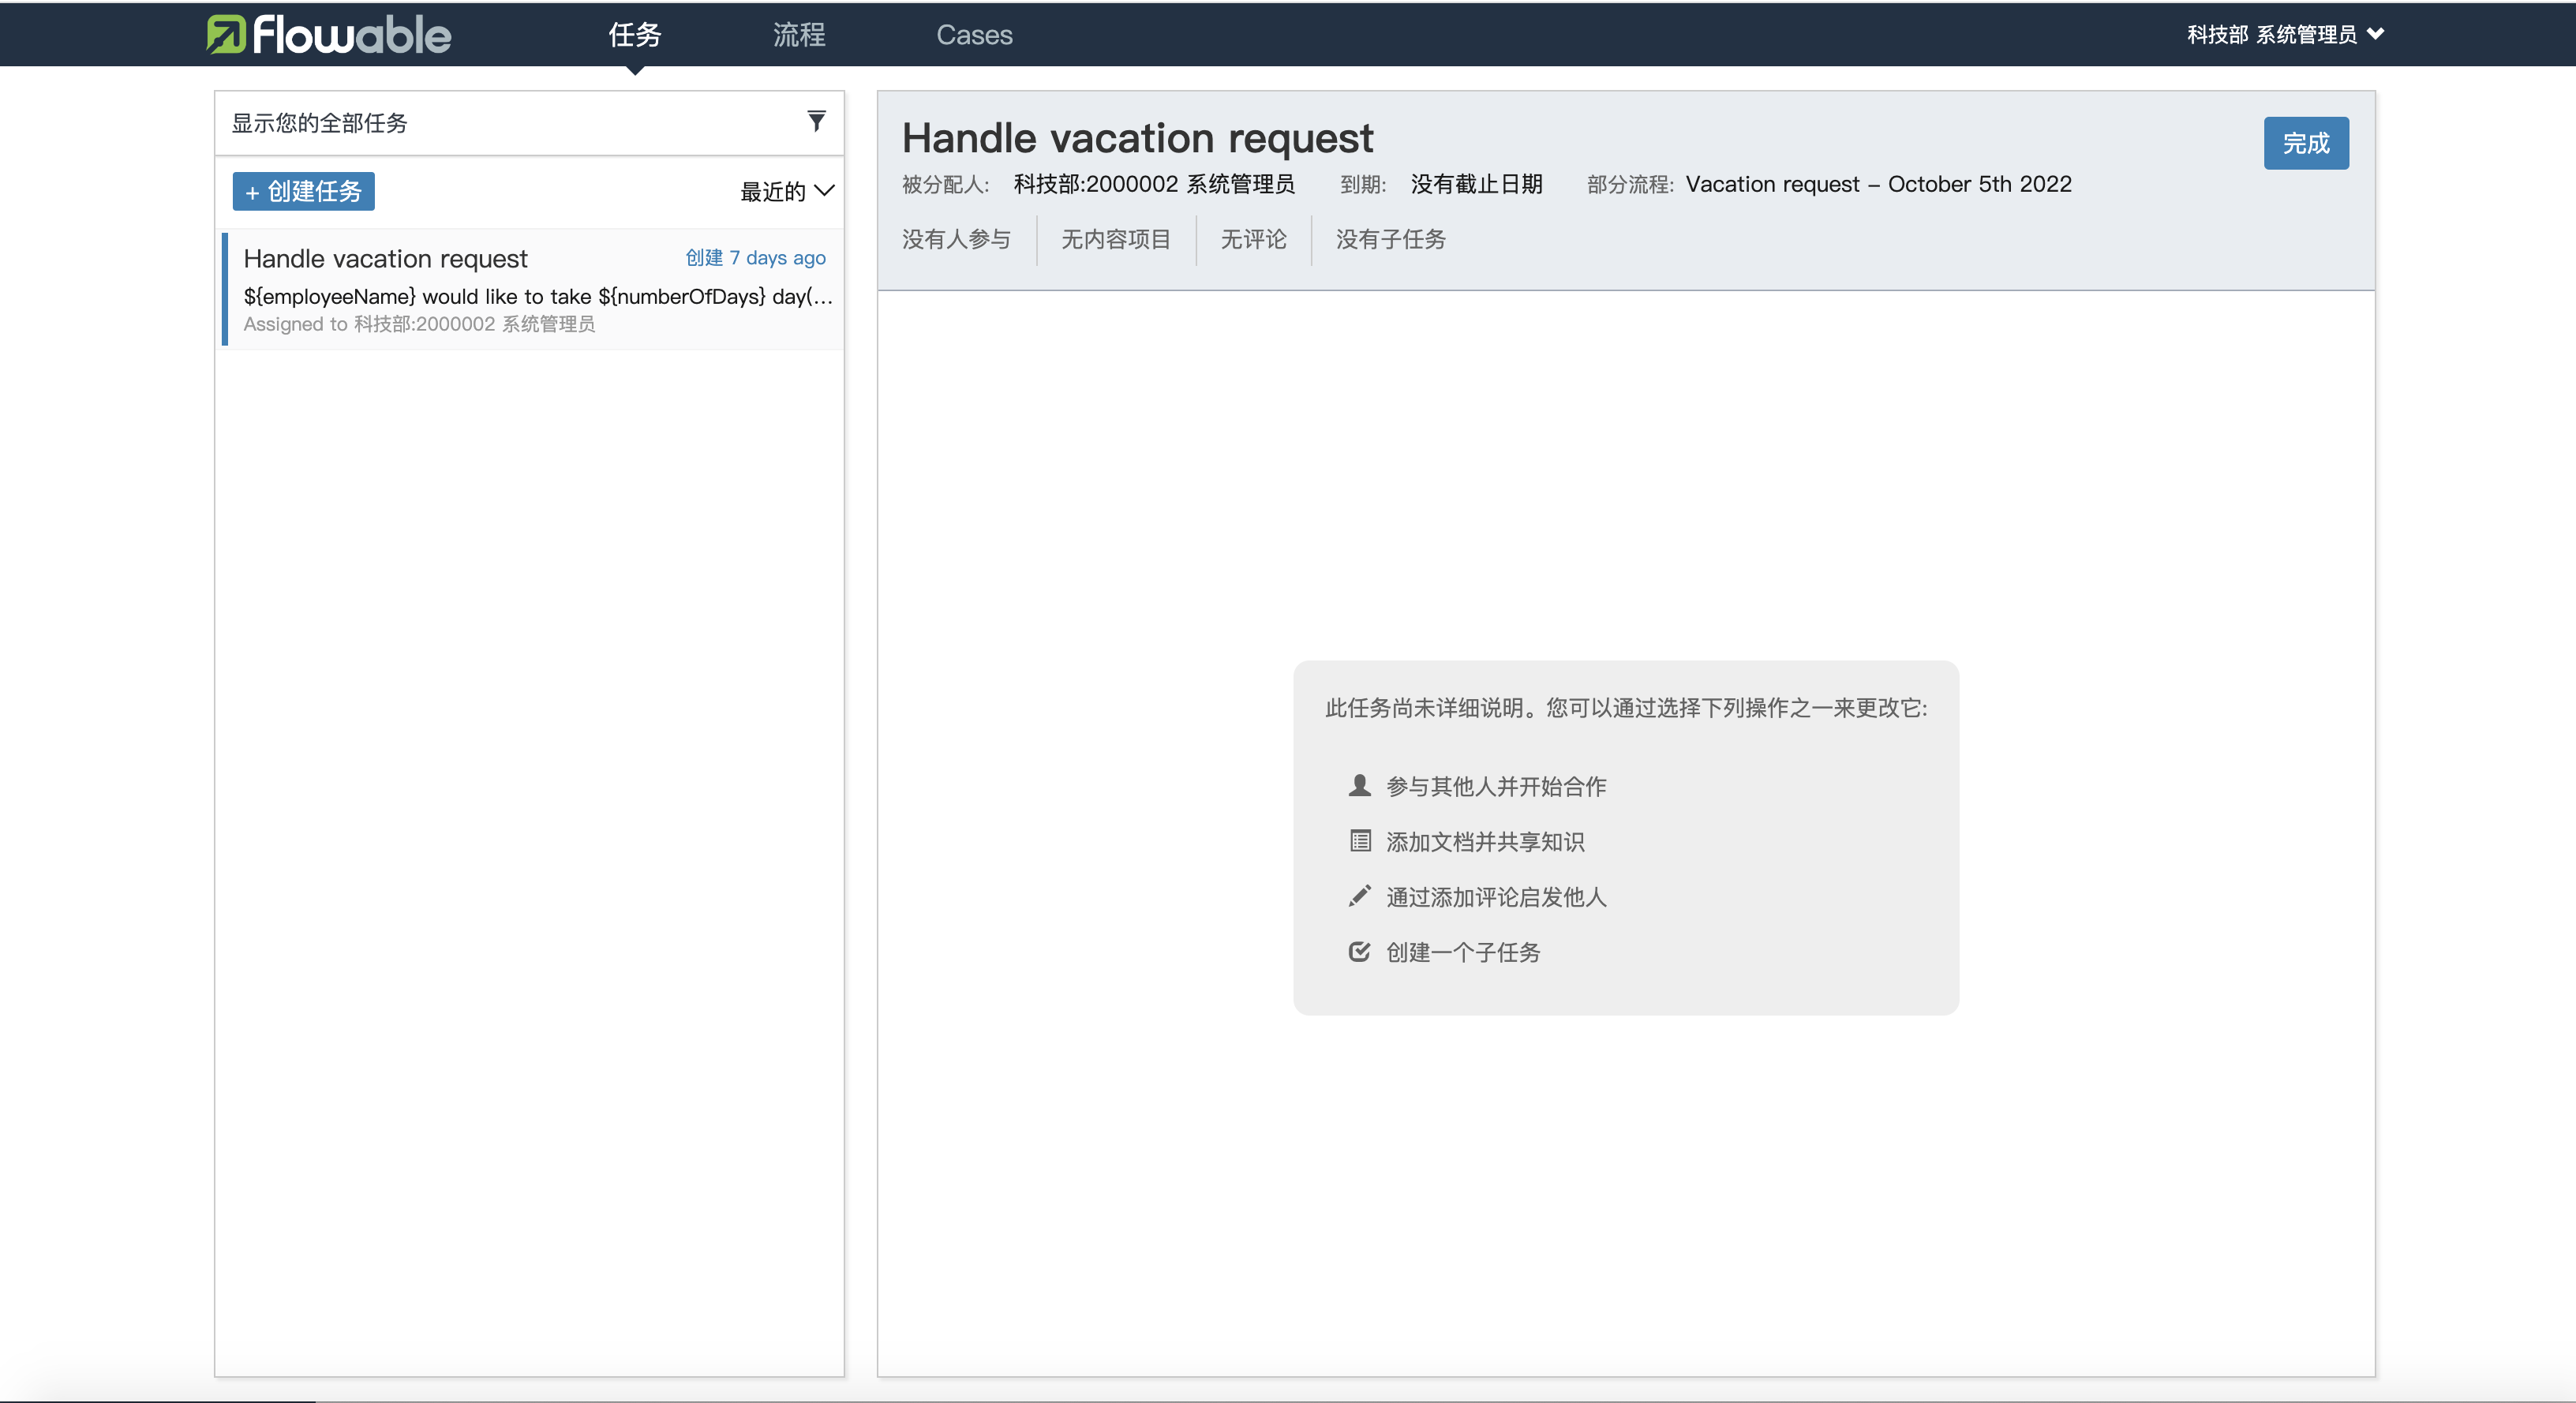 flowable 任务 流程 Cases 科技部 系统管理员
显示您的全部任务
+ 创建任务 最近的
Handle vacation request 创建 7 days ago
${employeeName} would like to take ${numberOfDays} day(...
Assigned to 科技部:2000002 系统管理员
Handle vacation request 完成
被分配人: 科技部:2000002 系统管理员 到期: 没有截止日期 部分流程: Vacation request – October 5th 2022
没有人参与 无内容项目 无评论 没有子任务
此任务尚未详细说明。您可以通过选择下列操作之一来更改它:
参与其他人并开始合作
添加文档并共享知识
通过添加评论启发他人
创建一个子任务